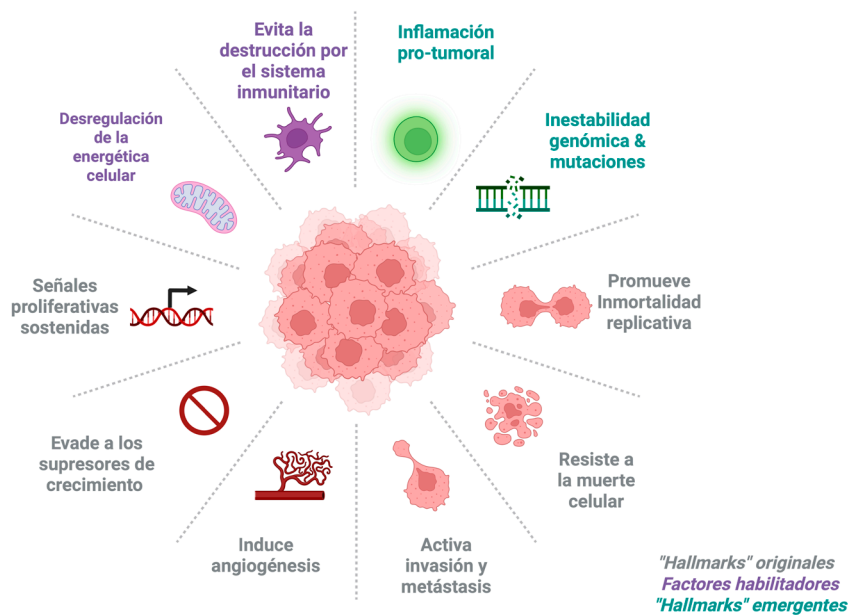 Evita la
destrucción por
el sistema
inmunitario
Inflamación
pro-tumoral
Inestabilidad
genómica &
mutaciones
Promueve
Inmortalidad
replicativa
Resiste a
la muerte
celular
Activa
invasión y
metástasis
Induce
angiogénesis
Evade a los
supresores de
crecimiento
Señales
proliferativas
sostenidas
Desregulación
de la
energética
celular
"Hallmarks" originales
Factores habilitadores
"Hallmarks" emergentes